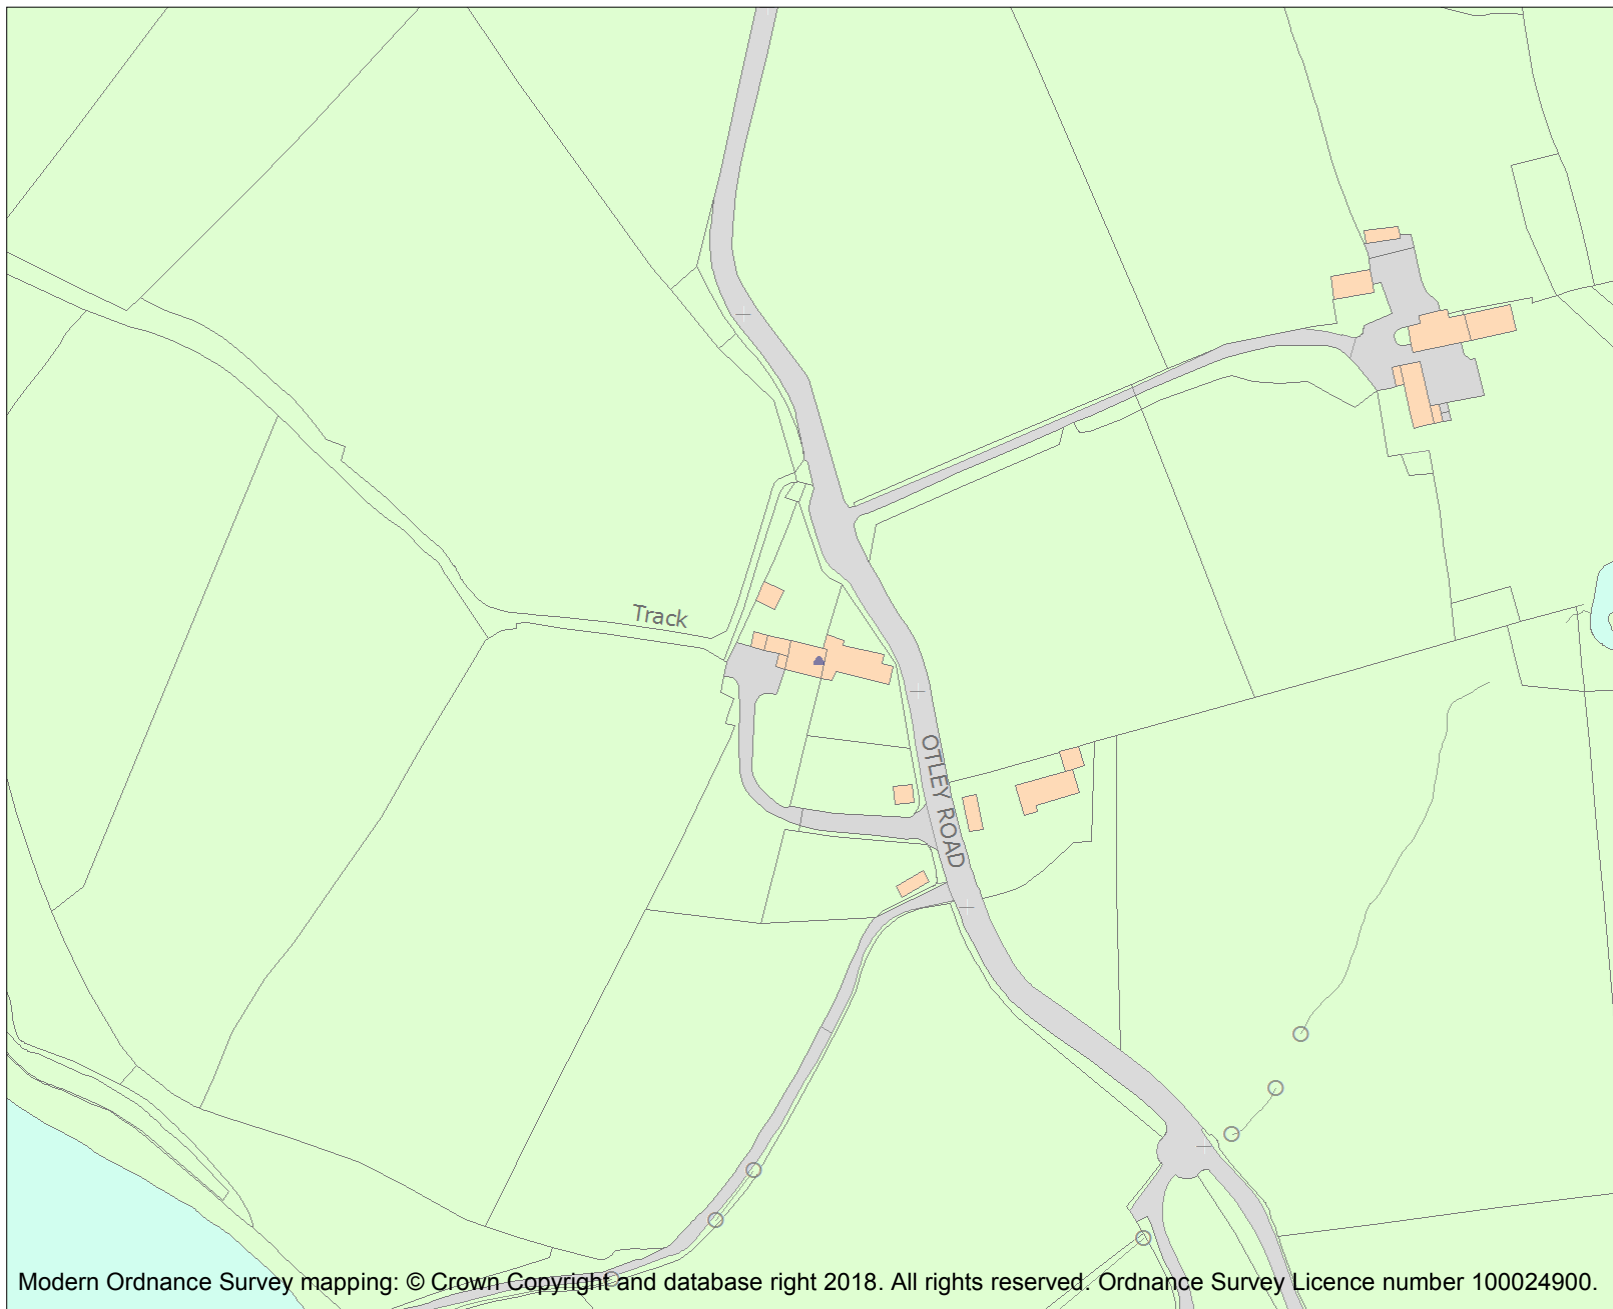 Track
OTLEY ROAD
Modern Ordnance Survey mapping: © Crown Copyright and database right 2018. All rights reserved. Ordnance Survey Licence number 100024900.